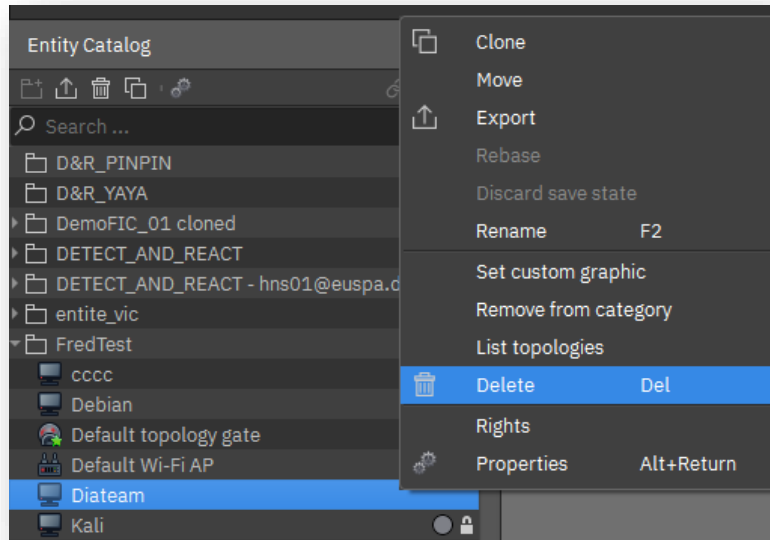 Entity Catalog
Search ...
D&R_PINPIN
D&R_YAYA
DemoFIC_01 cloned
DETECT_AND_REACT
DETECT_AND_REACT - hns01@euspa.d
entite_vic
FredTest
cccc
Debian
Default topology gate
Default Wi-Fi AP
Diateam
Kali
Clone
Move
Export
Rebase
Discard save state
Rename F2
Set custom graphic
Remove from category
List topologies
Delete Del
Rights
Properties Alt+Return